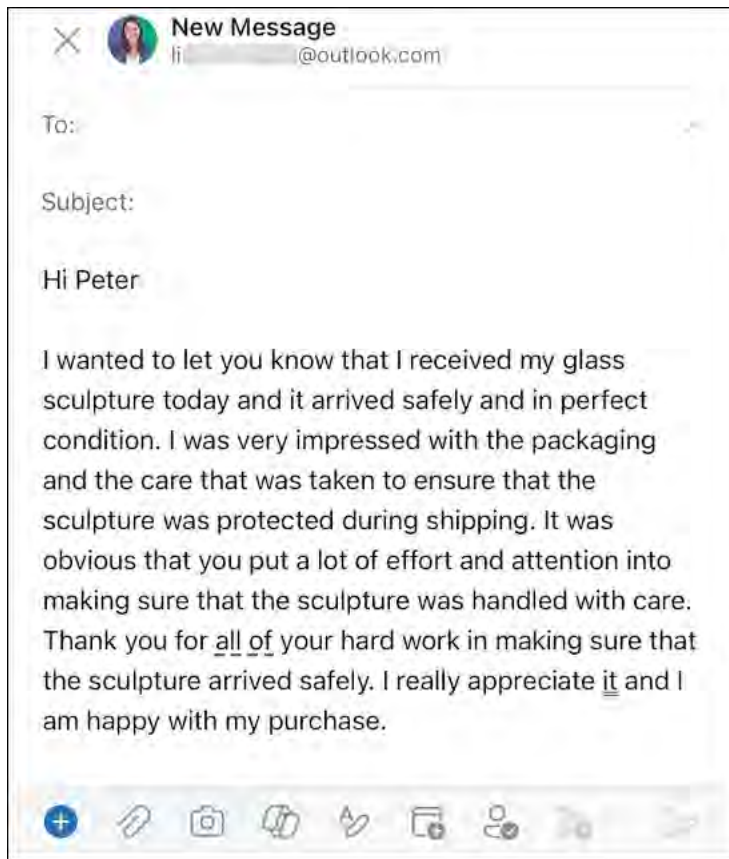 New Message
li @outlook.com
To:
Subject:
Hi Peter
I wanted to let you know that I received my glass
sculpture today and it arrived safely and in perfect
condition. I was very impressed with the packaging
and the care that was taken to ensure that the
sculpture was protected during shipping. It was
obvious that you put a lot of effort and attention into
making sure that the sculpture was handled with care.
Thank you for all of your hard work in making sure that
the sculpture arrived safely. I really appreciate it and I
am happy with my purchase.